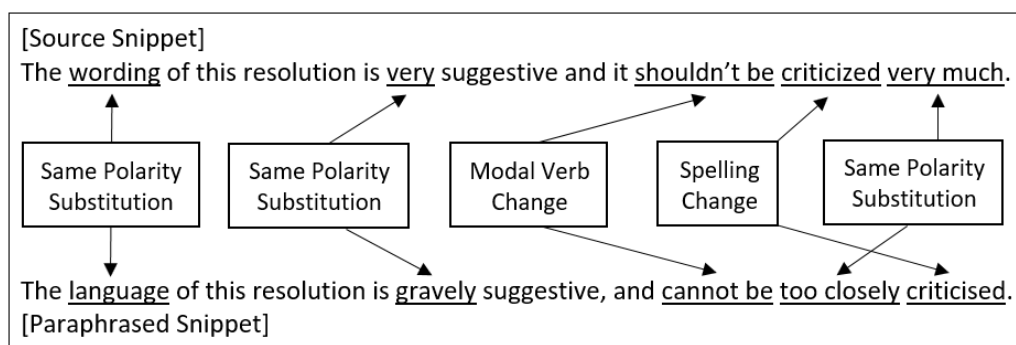 [Source Snippet]
The wording of this resolution is very suggestive and it shouldn’t be criticized very much.
Same Polarity
Substitution
Same Polarity
Substitution
Modal Verb
Change
Spelling
Change
Same Polarity
Substitution
The language of this resolution is gravely suggestive, and cannot be too closely criticised.
[Paraphrased Snippet]